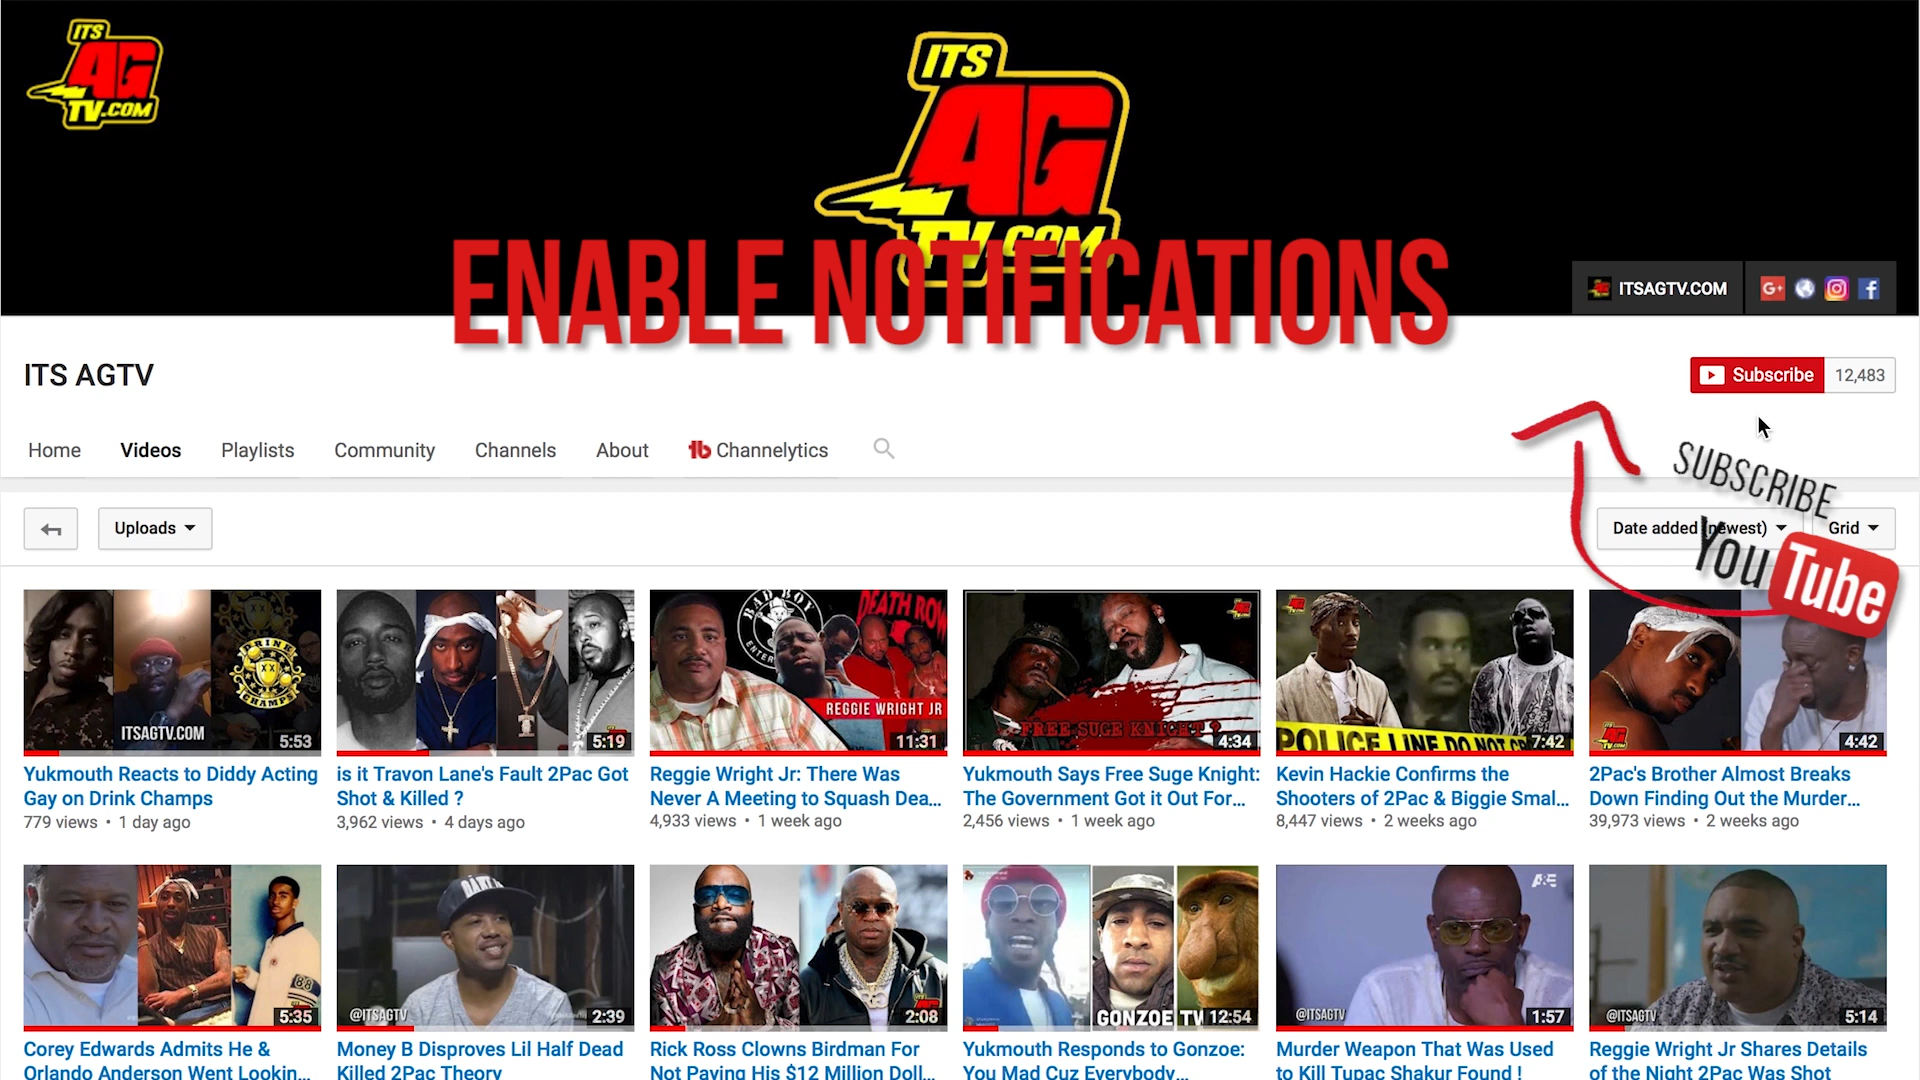 ITS
AG
TV.COM
ITS
AG
TV.COM
ENABLE NOTIFICATIONS
ITSAGTV.COM
ITS AGTV
Subscribe 12,483
Home Videos Playlists Community Channels About Channelytics
SUBSCRIBE
You Tube
Uploads
Date added (newest) Grid
ITSAGTV.COM
5:53
5:19
BAD BOY
DEATH ROW
REGGIE WRIGHT JR
11:31
FREE SUGE KNIGHT ?
4:34
POLICE LINE DO NOT CR
7:42
4:42
Yukmouth Reacts to Diddy Acting
Gay on Drink Champs
779 views • 1 day ago
is it Travon Lane's Fault 2Pac Got
Shot & Killed ?
3,962 views • 4 days ago
Reggie Wright Jr: There Was
Never A Meeting to Squash Dea...
4,933 views • 1 week ago
Yukmouth Says Free Suge Knight:
The Government Got it Out For...
2,456 views • 1 week ago
Kevin Hackie Confirms the
Shooters of 2Pac & Biggie Smal...
8,447 views • 2 weeks ago
2Pac's Brother Almost Breaks
Down Finding Out the Murder...
39,973 views • 2 weeks ago
5:35
@ITSAGTV
2:39
2:08
GONZOE TV
12:54
A&E
@ITSAGTV
1:57
@ITSAGTV
5:14
Corey Edwards Admits He &
Orlando Anderson Went Lookin...
Money B Disproves Lil Half Dead
Killed 2Pac Theory
Rick Ross Clowns Birdman For
Not Paying His $12 Million Doll...
Yukmouth Responds to Gonzoe:
You Mad Cuz Everybody...
Murder Weapon That Was Used
to Kill Tupac Shakur Found !
Reggie Wright Jr Shares Details
of the Night 2Pac Was Shot